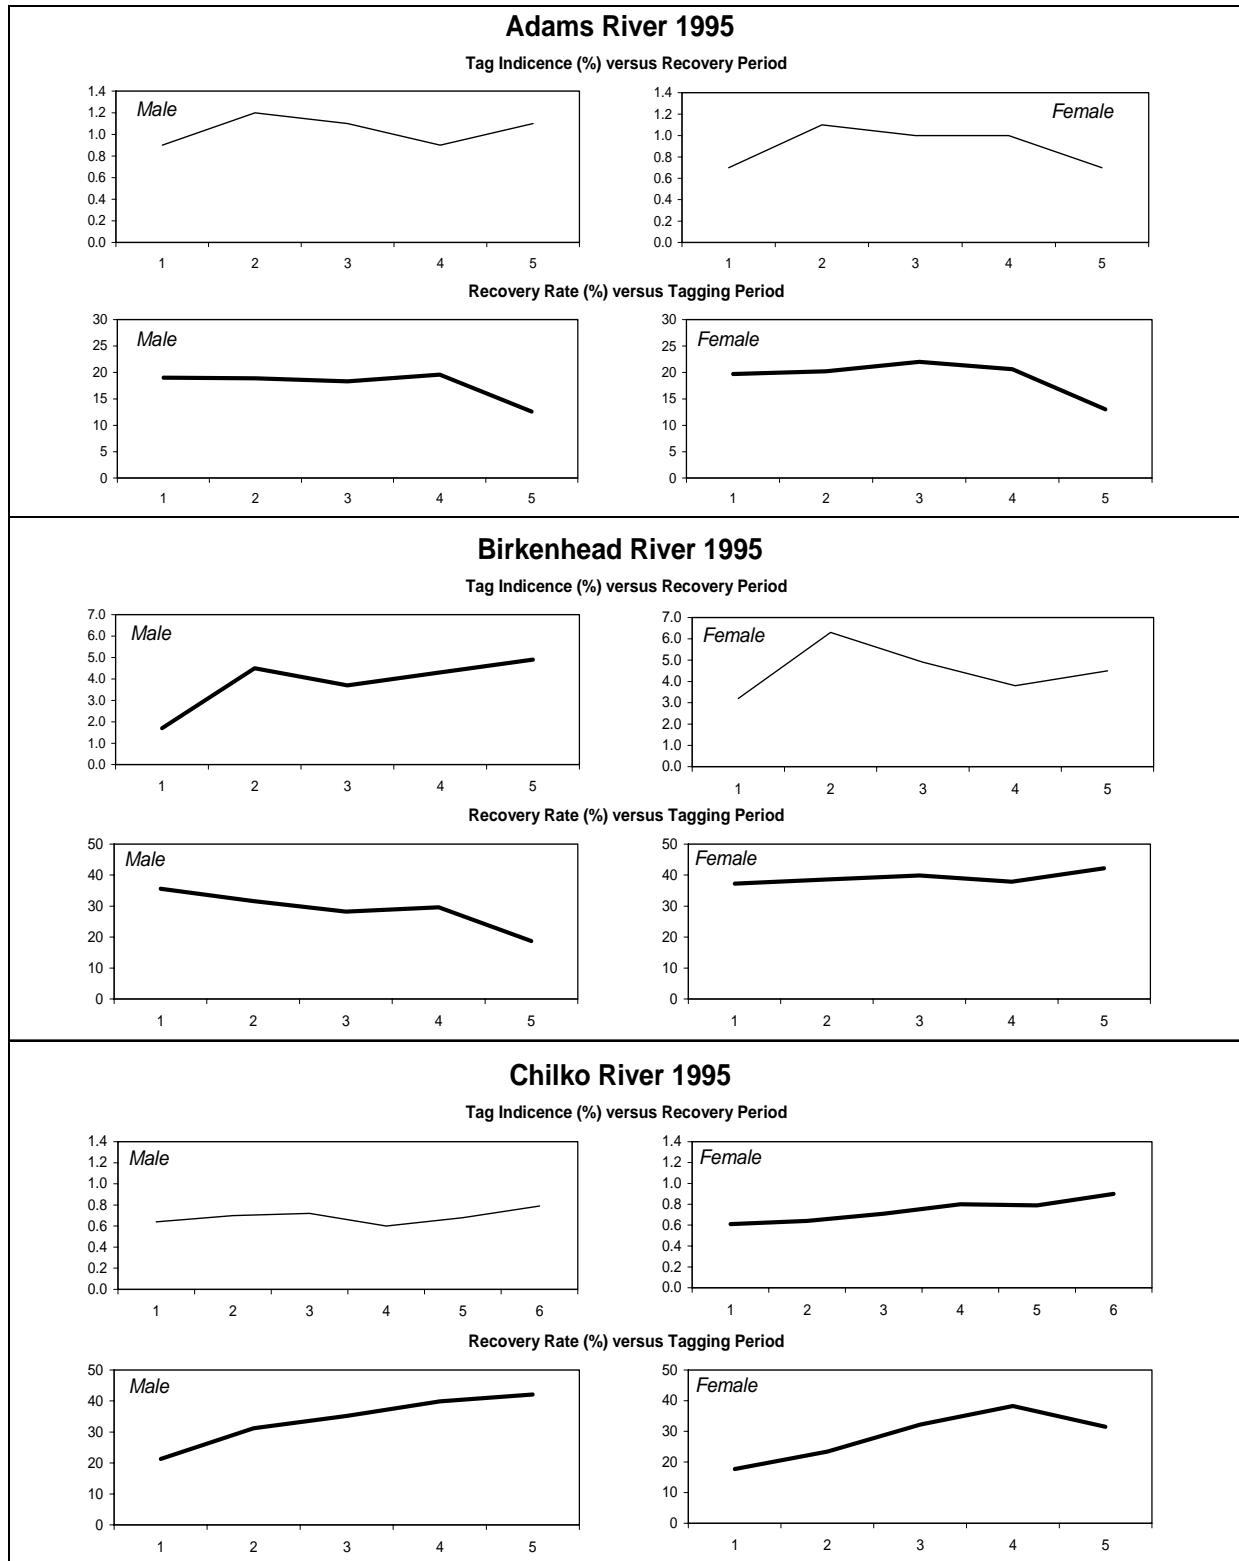 Adams River 1995
Tag Indicence (%) versus Recovery Period
Male
1.4
1.2
1.0
0.8
0.6
0.4
0.2
0.0
1 2 3 4 5
Female
1.4
1.2
1.0
0.8
0.6
0.4
0.2
0.0
1 2 3 4 5
Recovery Rate (%) versus Tagging Period
Male
30
25
20
15
10
5
0
1 2 3 4 5
Female
30
25
20
15
10
5
0
1 2 3 4 5
Birkenhead River 1995
Tag Indicence (%) versus Recovery Period
Male
7.0
6.0
5.0
4.0
3.0
2.0
1.0
0.0
1 2 3 4 5
Female
7.0
6.0
5.0
4.0
3.0
2.0
1.0
0.0
1 2 3 4 5
Recovery Rate (%) versus Tagging Period
Male
50
40
30
20
10
0
1 2 3 4 5
Female
50
40
30
20
10
0
1 2 3 4 5
Chilko River 1995
Tag Indicence (%) versus Recovery Period
Male
1.4
1.2
1.0
0.8
0.6
0.4
0.2
0.0
1 2 3 4 5 6
Female
1.4
1.2
1.0
0.8
0.6
0.4
0.2
0.0
1 2 3 4 5 6
Recovery Rate (%) versus Tagging Period
Male
50
40
30
20
10
0
1 2 3 4 5
Female
50
40
30
20
10
0
1 2 3 4 5